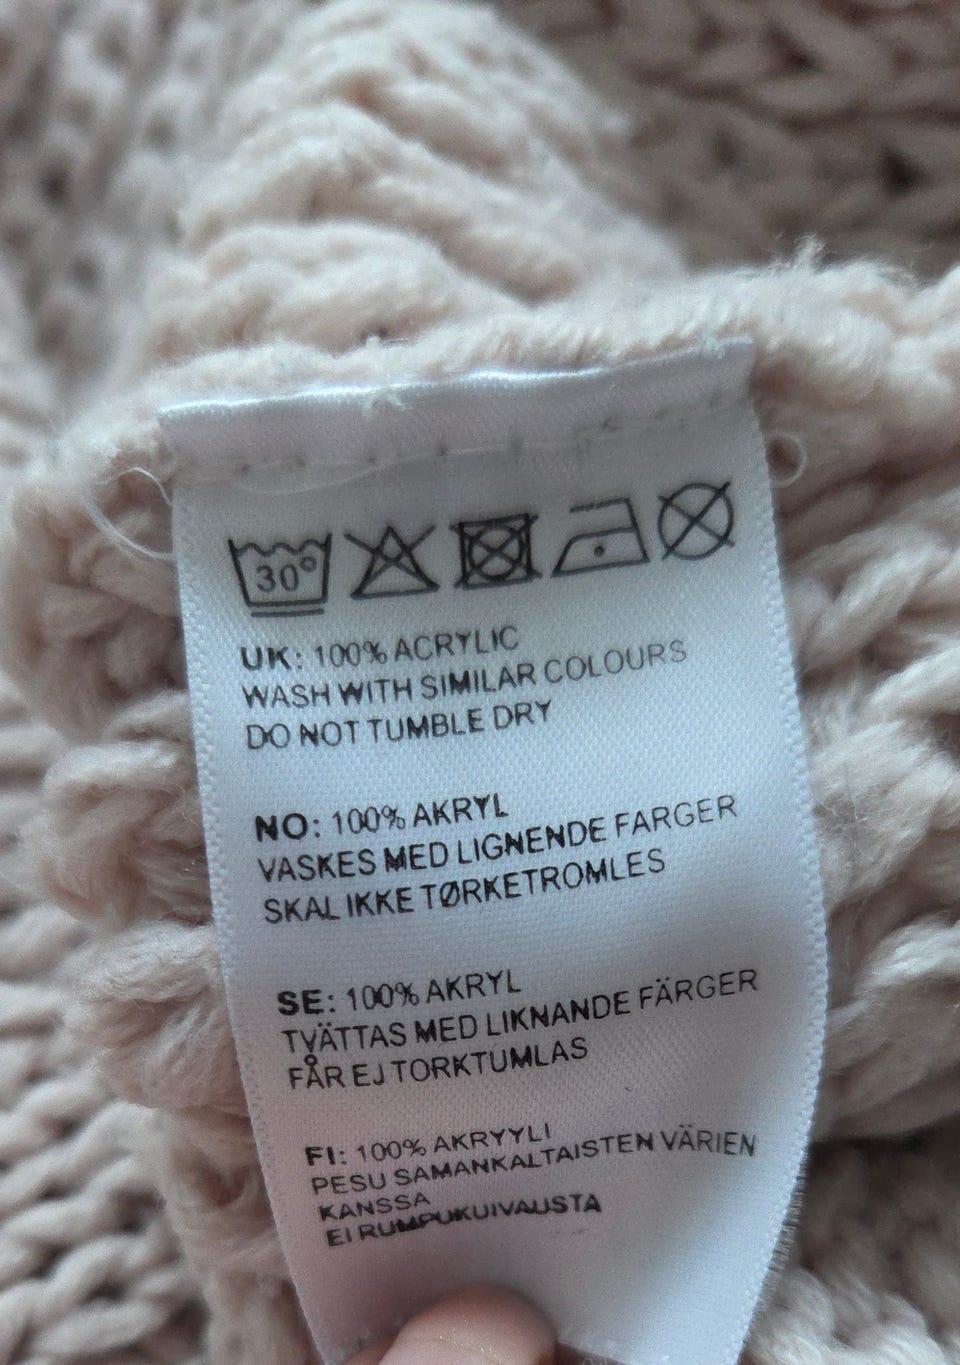 30°
UK: 100% ACRYLIC
WASH WITH SIMILAR COLOURS
DO NOT TUMBLE DRY
NO: 100% AKRYL
VASKES MED LIGNENDE FARGER
SKAL IKKE TØRKETROMLES
SE: 100% AKRYL
TVÄTTAS MED LIKNANDE FÄRGER
FÅR EJ TORKTUMLAS
FI: 100% AKRYYLI
PESU SAMANKALTAISTEN VÄRIEN
KANSSA
EI RUMPUKUIVAUSTA